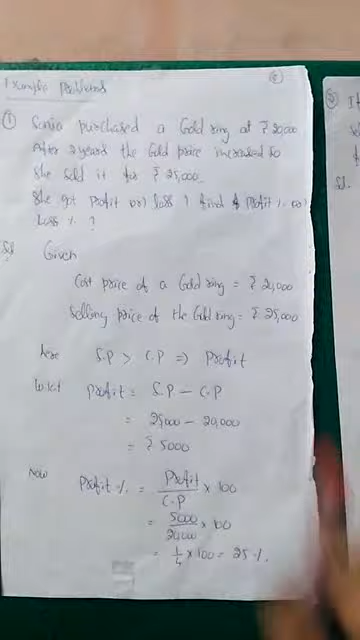 Example Problems
①
Sonia purchased a Gold ring at ₹ 20,000
After 2 years the Gold price increased so
She sold it for ₹ 25,000.
She got Profit or loss ? find Profit % or
Loss % ?
Sol
Given
Cost price of a Gold ring = ₹ 20,000
Selling price of the Gold ring = ₹ 25,000
Here S.P > C.P ⇒ Profit
W.K.T Profit = S.P - C.P
= 25000 - 20,000
= ₹ 5000
Now Profit % = Profit/C.P × 100
= 5000/20,000 × 100
= 1/4 × 100 = 25 %.
Sol.